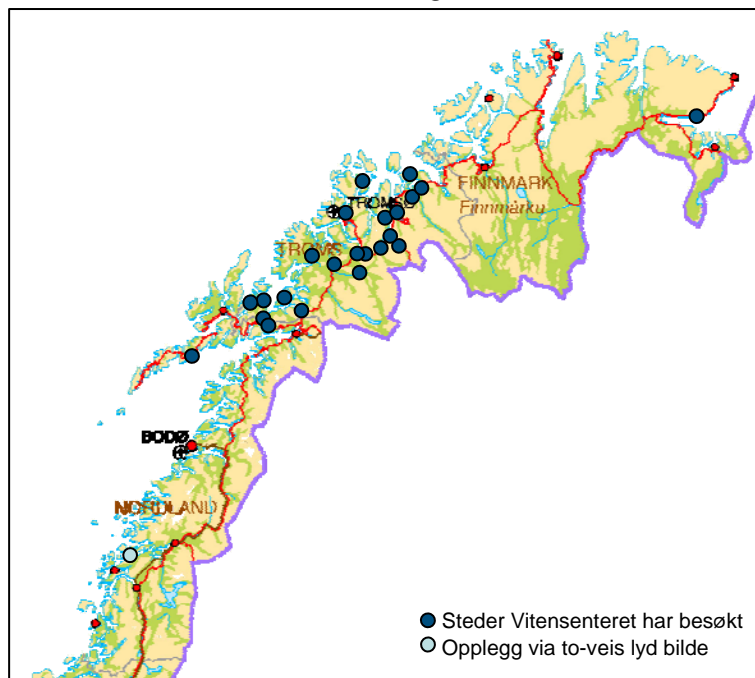 FINNMARK
Finnmárku
TROMSØ
TROMS
BODØ
NORDLAND
Steder Vitensenteret har besøkt
Opplegg via to-veis lyd bilde